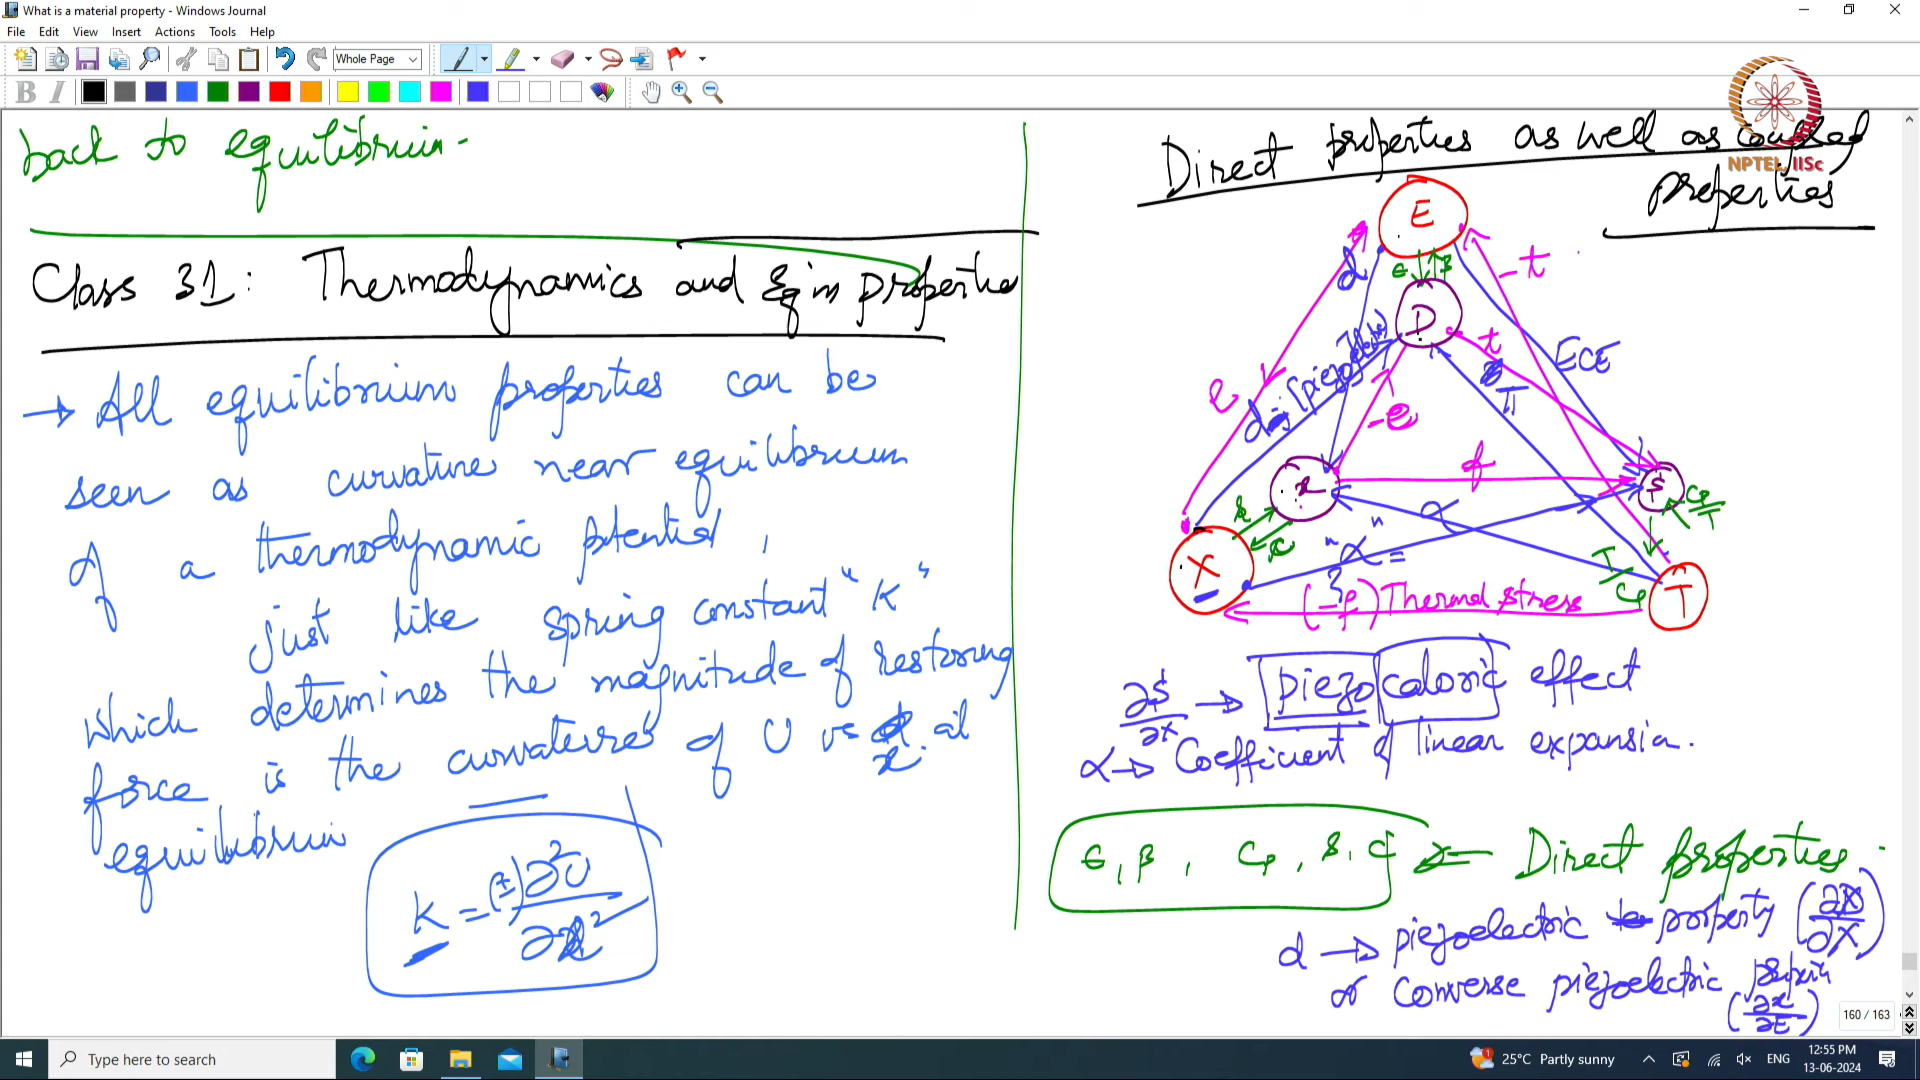 What is a material property - Windows Journal
File Edit View Insert Actions Tools Help
Whole Page
B I
back to equilibrium-
Class 31: Thermodynamics and Eqm properties
→ All equilibrium properties can be
seen as curvature near equilibrium
of a thermodynamic potential,
just like spring constant "K"
which determines the magnitude of restoring
force is the curvature of U vs x at
equilibrium
K = (±) ∂²U / ∂x²
Direct properties as well as coupled
properties
NPTEL, IISc
E
d ε β -t
D
t
ECE
e d = (piezoelectric) π
-e
f
x S Cp/T
s c α
"α" = T/Cp
X
(-f) Thermal stress T
∂S/∂X → piezocaloric effect
α → Coefficient of linear expansion.
ε, β, Cp, s, c ← Direct properties.
d → piezoelectric property (∂D/∂X)
or converse piezoelectric property
(∂x/∂E)
160 / 163
Type here to search
25°C Partly sunny
ENG
12:55 PM
13-06-2024